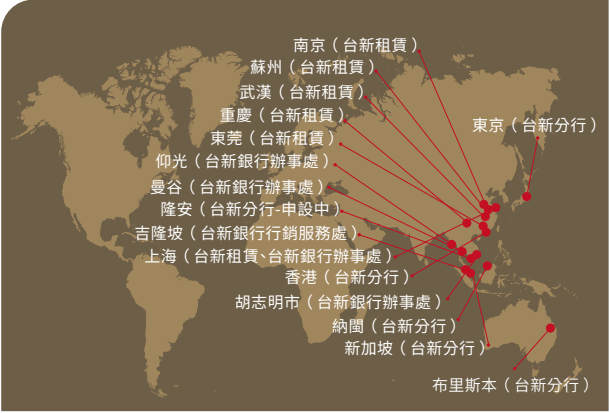 南京（台新租賃）
蘇州（台新租賃）
武漢（台新租賃）
重慶（台新租賃）
東京（台新分行）
東莞（台新租賃）
仰光（台新銀行辦事處）
曼谷（台新銀行辦事處）
隆安（台新分行-申設中）
吉隆坡（台新銀行行銷服務處）
上海（台新租賃、台新銀行辦事處）
香港（台新分行）
胡志明市（台新銀行辦事處）
納閩（台新分行）
新加坡（台新分行）
布里斯本（台新分行）